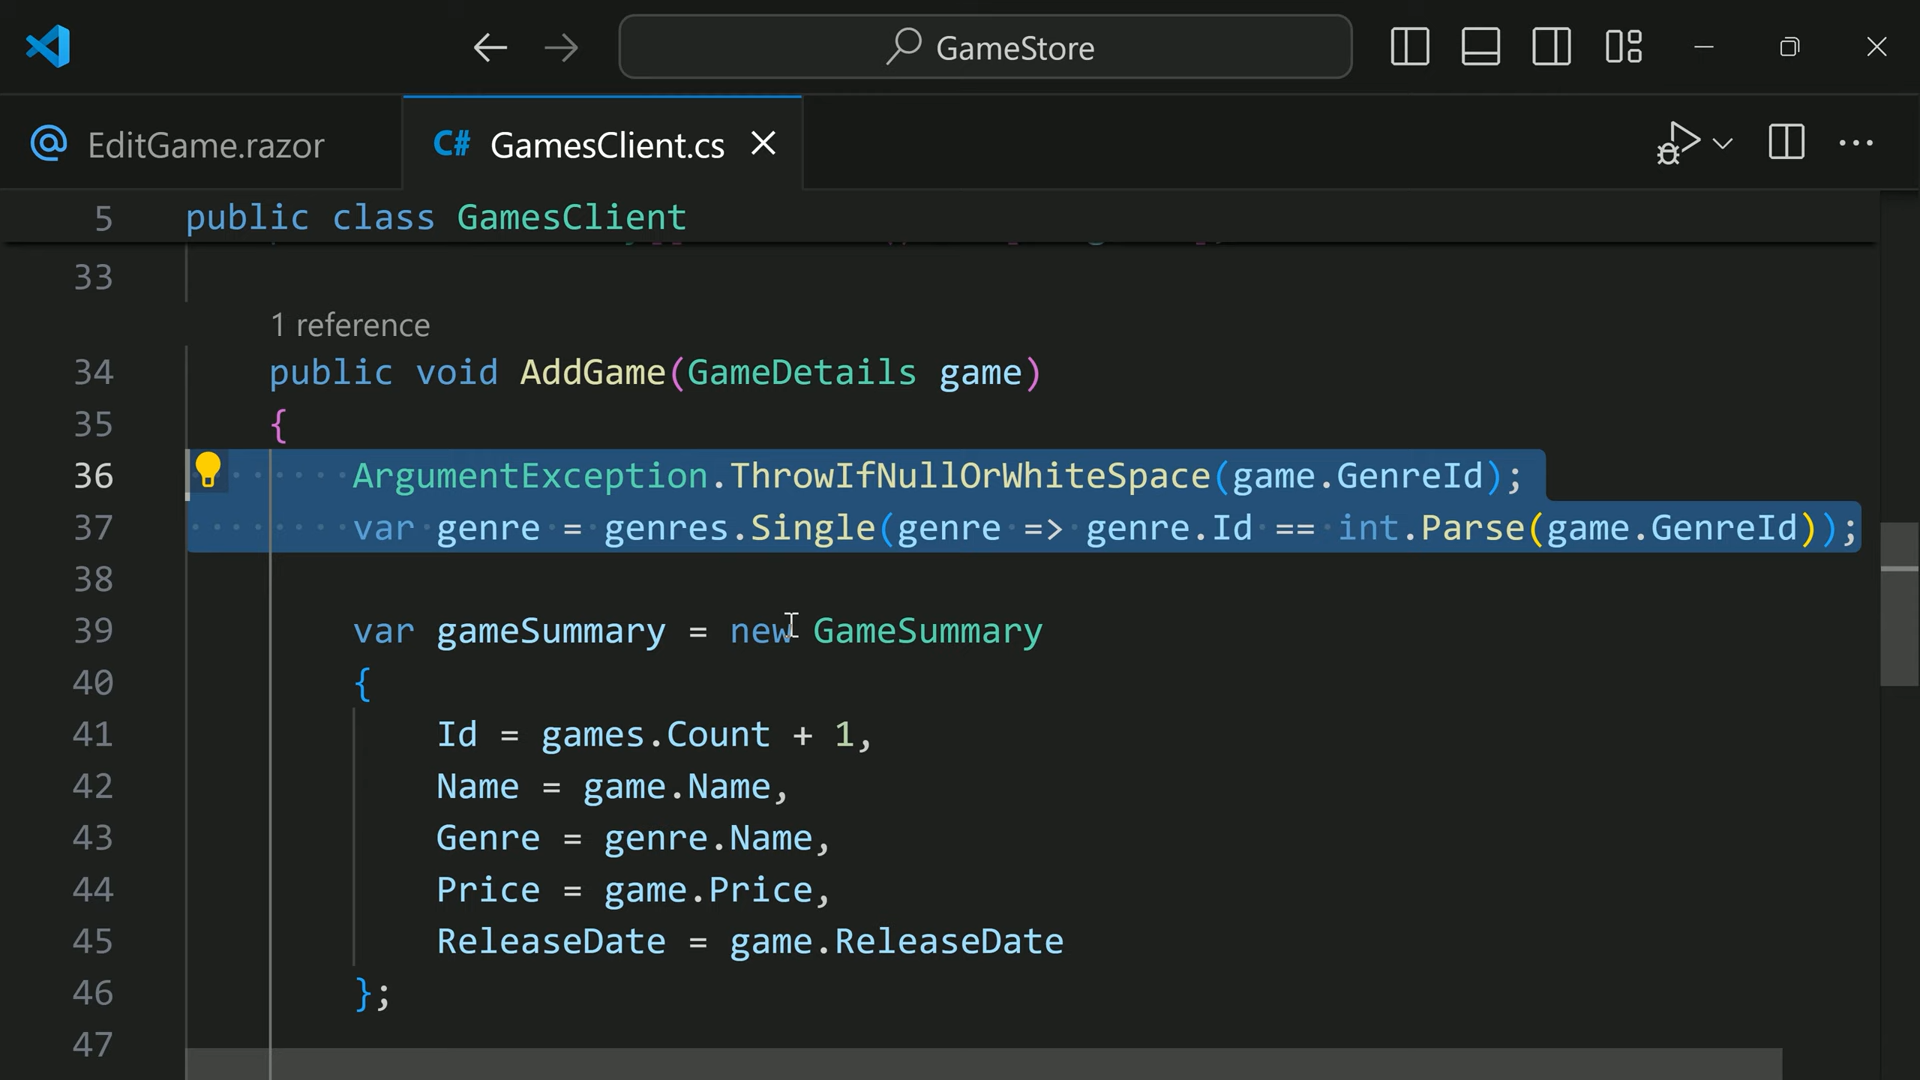 GameStore
EditGame.razor
C# GamesClient.cs
5 public class GamesClient
33
1 reference
34 public void AddGame(GameDetails game)
35 {
36 ArgumentException.ThrowIfNullOrWhiteSpace(game.GenreId);
37 var genre = genres.Single(genre => genre.Id == int.Parse(game.GenreId));
38
39 var gameSummary = new GameSummary
40 {
41 Id = games.Count + 1,
42 Name = game.Name,
43 Genre = genre.Name,
44 Price = game.Price,
45 ReleaseDate = game.ReleaseDate
46 };
47